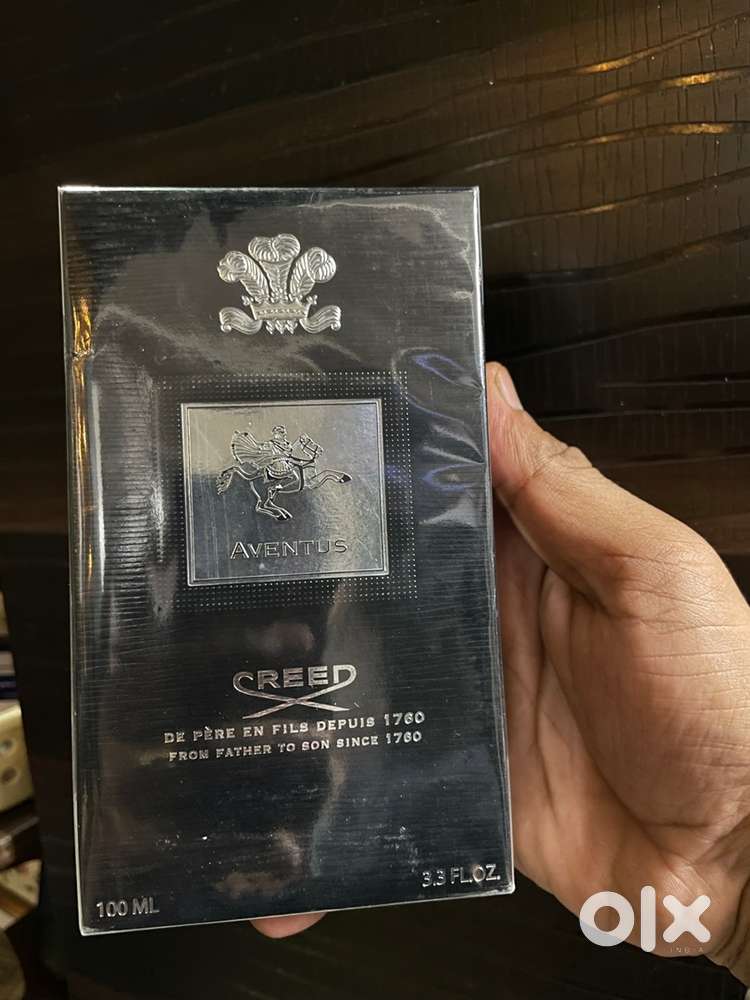 AVENTUS
CREED
DE PÈRE EN FILS DEPUIS 1760
FROM FATHER TO SON SINCE 1760
100 ML
3.3 FL.OZ.
olx
INDIA